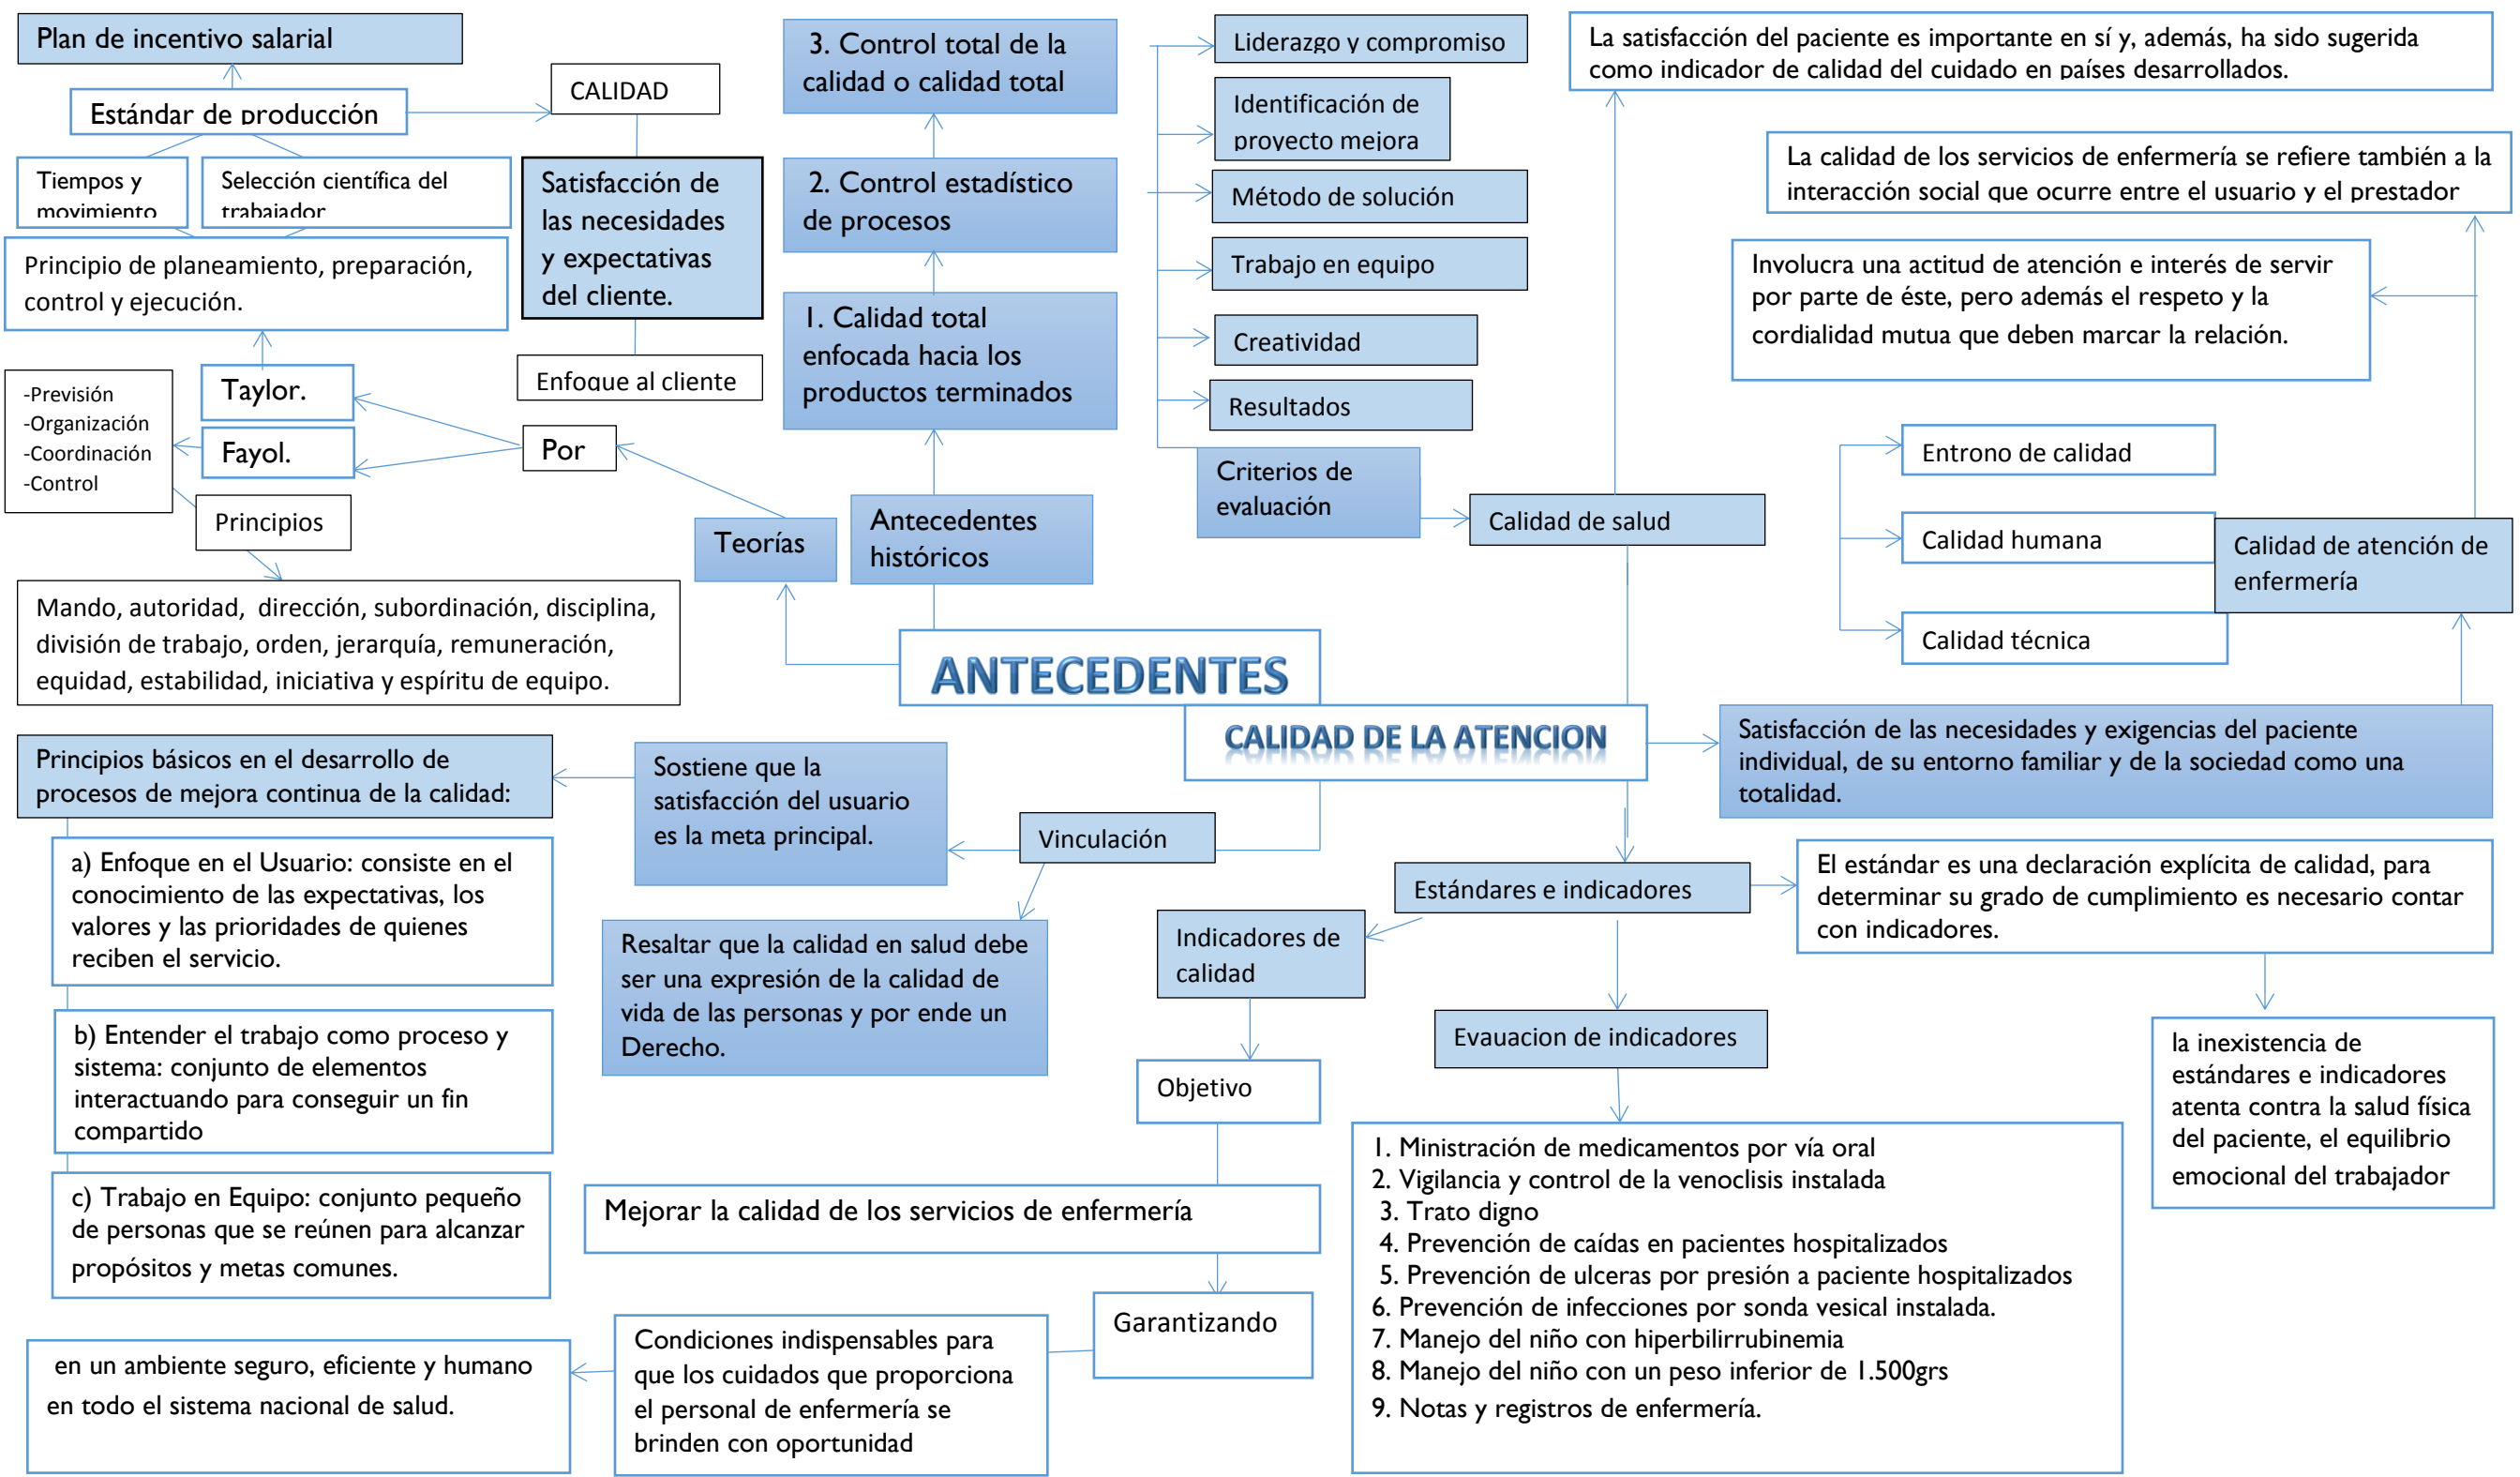 Plan de incentivo salarial
Estándar de producción
CALIDAD
Tiempos y
movimiento
Selección científica del
trabajador
Satisfacción de
las necesidades
y expectativas
del cliente.
Principio de planeamiento, preparación,
control y ejecución.
Enfoque al cliente
-Previsión
-Organización
-Coordinación
-Control
Taylor.
Fayol.
Por
Principios
Teorías
Mando, autoridad,  dirección, subordinación, disciplina,
división de trabajo, orden, jerarquía, remuneración,
equidad, estabilidad, iniciativa y espíritu de equipo.
3. Control total de la
calidad o calidad total
2. Control estadístico
de procesos
1. Calidad total
enfocada hacia los
productos terminados
Antecedentes
históricos
Liderazgo y compromiso
Identificación de
proyecto mejora
Método de solución
Trabajo en equipo
Creatividad
Resultados
Criterios de
evaluación
Calidad de salud
La satisfacción del paciente es importante en sí y, además, ha sido sugerida
como indicador de calidad del cuidado en países desarrollados.
La calidad de los servicios de enfermería se refiere también a la
interacción social que ocurre entre el usuario y el prestador
Involucra una actitud de atención e interés de servir
por parte de éste, pero además el respeto y la
cordialidad mutua que deben marcar la relación.
Entrono de calidad
Calidad humana
Calidad técnica
Calidad de atención de
enfermería
ANTECEDENTES
CALIDAD DE LA ATENCION
Satisfacción de las necesidades y exigencias del paciente
individual, de su entorno familiar y de la sociedad como una
totalidad.
Principios básicos en el desarrollo de
procesos de mejora continua de la calidad:
Sostiene que la
satisfacción del usuario
es la meta principal.
Vinculación
a) Enfoque en el Usuario: consiste en el
conocimiento de las expectativas, los
valores y las prioridades de quienes
reciben el servicio.
b) Entender el trabajo como proceso y
sistema: conjunto de elementos
interactuando para conseguir un fin
compartido
c) Trabajo en Equipo: conjunto pequeño
de personas que se reúnen para alcanzar
propósitos y metas comunes.
Resaltar que la calidad en salud debe
ser una expresión de la calidad de
vida de las personas y por ende un
Derecho.
Estándares e indicadores
El estándar es una declaración explícita de calidad, para
determinar su grado de cumplimiento es necesario contar
con indicadores.
Indicadores de
calidad
Evauacion de indicadores
la inexistencia de
estándares e indicadores
atenta contra la salud física
del paciente, el equilibrio
emocional del trabajador
Objetivo
Mejorar la calidad de los servicios de enfermería
Garantizando
1. Ministración de medicamentos por vía oral
2. Vigilancia y control de la venoclisis instalada
3. Trato digno
4. Prevención de caídas en pacientes hospitalizados
5. Prevención de ulceras por presión a paciente hospitalizados
6. Prevención de infecciones por sonda vesical instalada.
7. Manejo del niño con hiperbilirrubinemia
8. Manejo del niño con un peso inferior de 1.500grs
9. Notas y registros de enfermería.
Condiciones indispensables para
que los cuidados que proporciona
el personal de enfermería se
brinden con oportunidad
en un ambiente seguro, eficiente y humano
en todo el sistema nacional de salud.